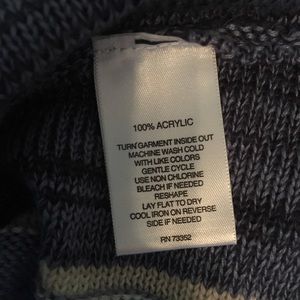 100% ACRYLIC
TURN GARMENT INSIDE OUT
MACHINE WASH COLD
WITH LIKE COLORS
GENTLE CYCLE
USE NON CHLORINE
BLEACH IF NEEDED
RESHAPE
LAY FLAT TO DRY
COOL IRON ON REVERSE
SIDE IF NEEDED
RN 73352